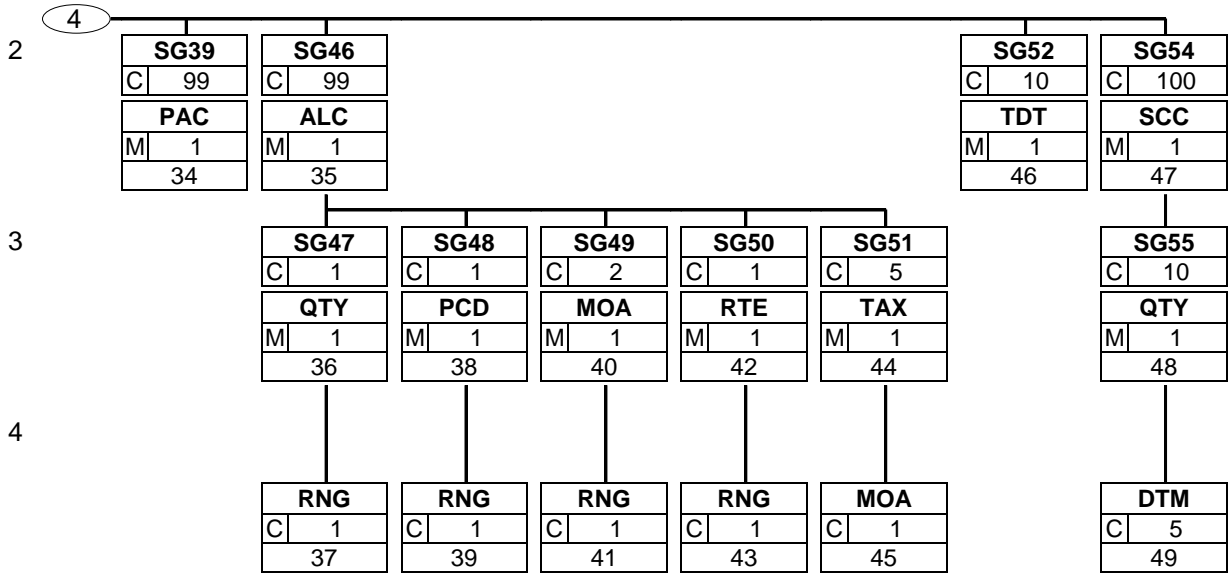 4
2
SG39 SG46 SG52 SG54
C 99 C 99 C 10 C 100
PAC ALC TDT SCC
M 1 M 1 M 1 M 1
34 35 46 47
3
SG47 SG48 SG49 SG50 SG51 SG55
C 1 C 1 C 2 C 1 C 5 C 10
QTY PCD MOA RTE TAX QTY
M 1 M 1 M 1 M 1 M 1 M 1
36 38 40 42 44 48
4
RNG RNG RNG RNG MOA DTM
C 1 C 1 C 1 C 1 C 1 C 5
37 39 41 43 45 49